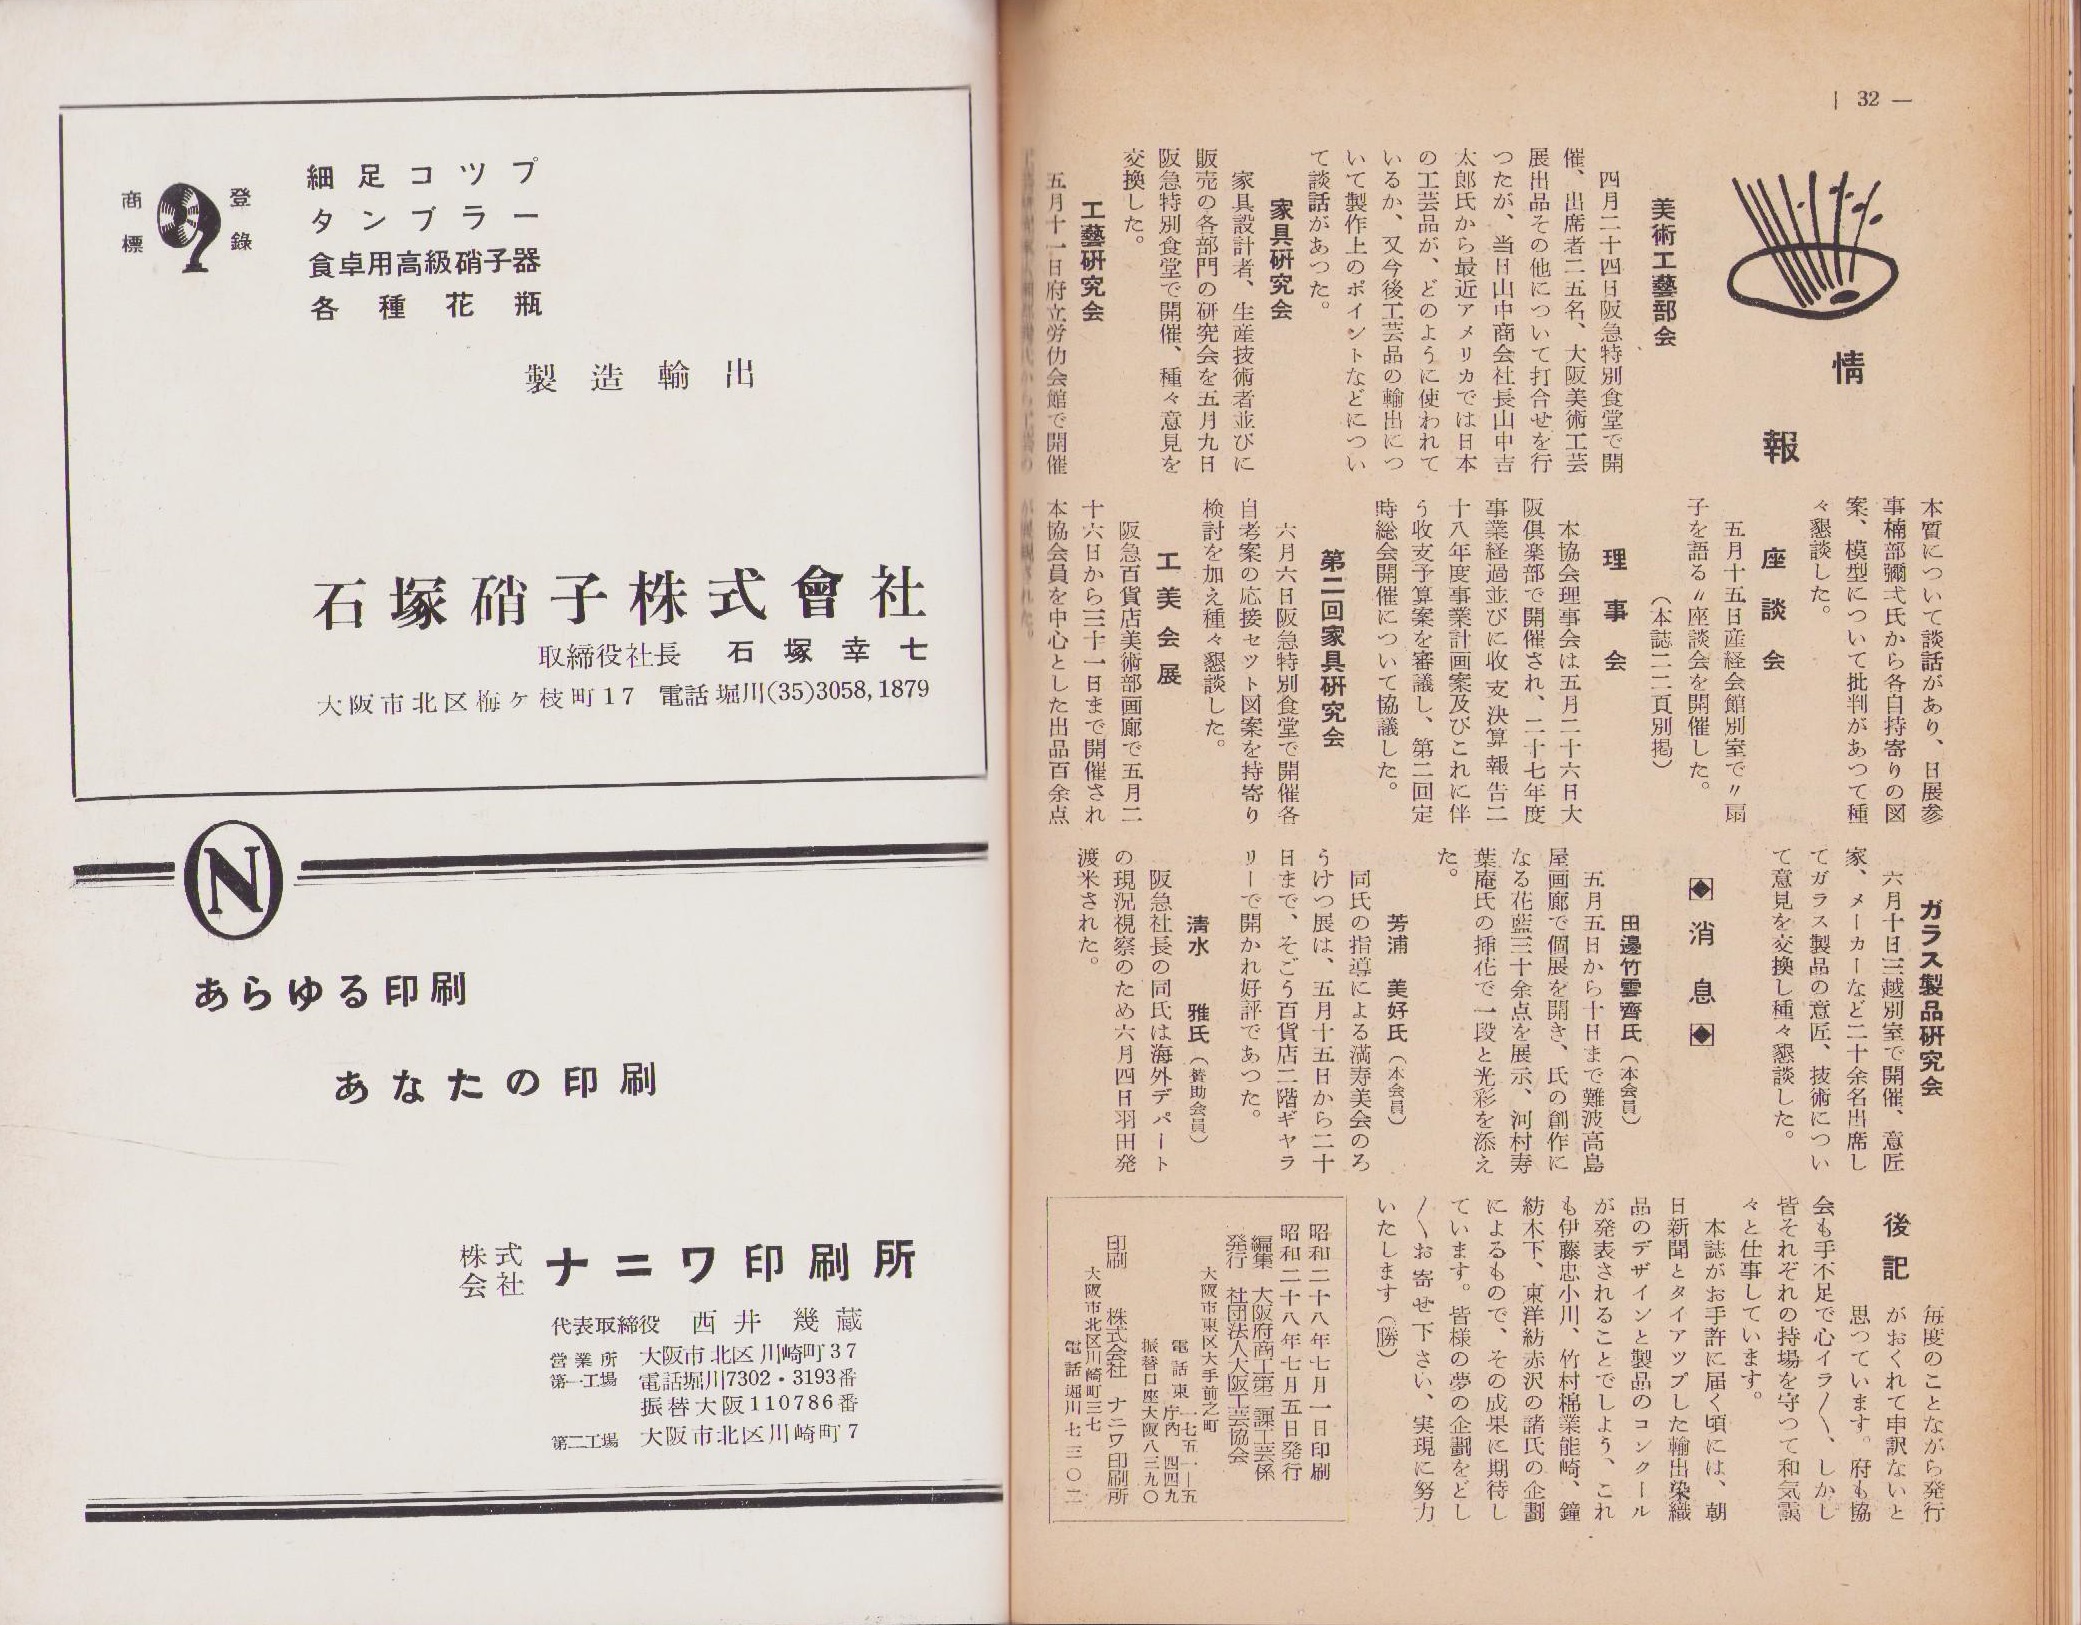 ― 32 ―
情報
美術工藝部会
四月二十四日阪急特別食堂で開
催、出席者二五名、大阪美術工芸
展出品その他について打合せを行
つたが、当日山中商会社長山中吉
太郎氏から最近アメリカでは日本
の工芸品が、どのように使われて
いるか、又今後工芸品の輸出につ
いて製作上のポイントなどについ
て談話があつた。
家具研究会
家具設計者、生産技術者並びに
販売の各部門の研究会を五月九日
阪急特別食堂で開催、種々意見を
交換した。
工藝研究会
五月十一日府立労仂会館で開催
本質について談話があり、日展参
事楠部彌弌氏から各自持寄りの図
案、模型について批判があつて種
々懇談した。
座談会
五月十五日産経会館別室で〃扇
子を語る〃座談会を開催した。
(本誌二二頁別掲)
理事会
本協会理事会は五月二十六日大
阪俱楽部で開催され、二十七年度
事業経過並びに收支決算報告二
十八年度事業計画案及びこれに伴
う收支予算案を審議し、第二回定
時総会開催について協議した。
第二回家具研究会
六月六日阪急特別食堂で開催各
自考案の応接セット図案を持寄り
検討を加え種々懇談した。
工美会展
阪急百貨店美術部画廊で五月二
十六日から三十一日まで開催され
本協会員を中心とした出品百余点
ガラス製品研究会
六月十日三越別室で開催、意匠
家、メーカーなど二十余名出席し
てガラス製品の意匠、技術につい
て意見を交換し種々懇談した。
消息
田邊竹雲齊氏(本会員)
五月五日から十日まで難波高島
屋画廊で個展を開き、氏の創作に
なる花籃三十余点を展示、河村寿
葉庵氏の挿花で一段と光彩を添え
た。
芳浦 美好氏(本会員)
同氏の指導による満寿美会のろ
うけつ展は、五月十五日から二十
日まで、そごう百貨店二階ギャラ
リーで開かれ好評であつた。
清水 雅氏(賛助会員)
阪急社長の同氏は海外デパート
の現況視察のため六月四日羽田発
渡米された。
後記
毎度のことながら発行
がおくれて申訳ないと
思つています。府も協
会も手不足で心イライラ、しかし
皆それぞれの持場を守つて和気靄
々と仕事しています。
本誌がお手許に届く頃には、朝
日新聞とタイアツプした輸出染織
品のデザインと製品のコンクール
が発表されることでしよう、これ
も伊藤忠小川、竹村棉業能崎、鐘
紡木下、東洋紡赤沢の諸氏の企劃
によるもので、その成果に期待し
ています。皆様の夢の企劃をどし
〱お寄せ下さい、実現に努力
いたします(勝)
昭和二十八年七月一日印刷
昭和二十八年七月五日発行
編集 大阪府商工第二課工芸係
発行 社団法人大阪工芸協会
大阪市東区大手前之町
電話東一七五一―五
庁内 四四九
振替口座大阪八三九〇
印刷 株式会社 ナニワ印刷所
大阪市北区川崎町三七
電話堀川七三〇二
登錄
商標
細足コツプ
タンブラー
食卓用高級硝子器
各種花瓶
製造輸出
石塚硝子株式會社
取締役社長 石塚幸七
大阪市北区梅ケ枝町17 電話堀川(35)3058,1879
N
あらゆる印刷
あなたの印刷
株式会社 ナニワ印刷所
代表取締役 西井幾蔵
営業所 大阪市北区川崎町37
第一工場 電話堀川7302・3193番
振替大阪110786番
第二工場 大阪市北区川崎町7